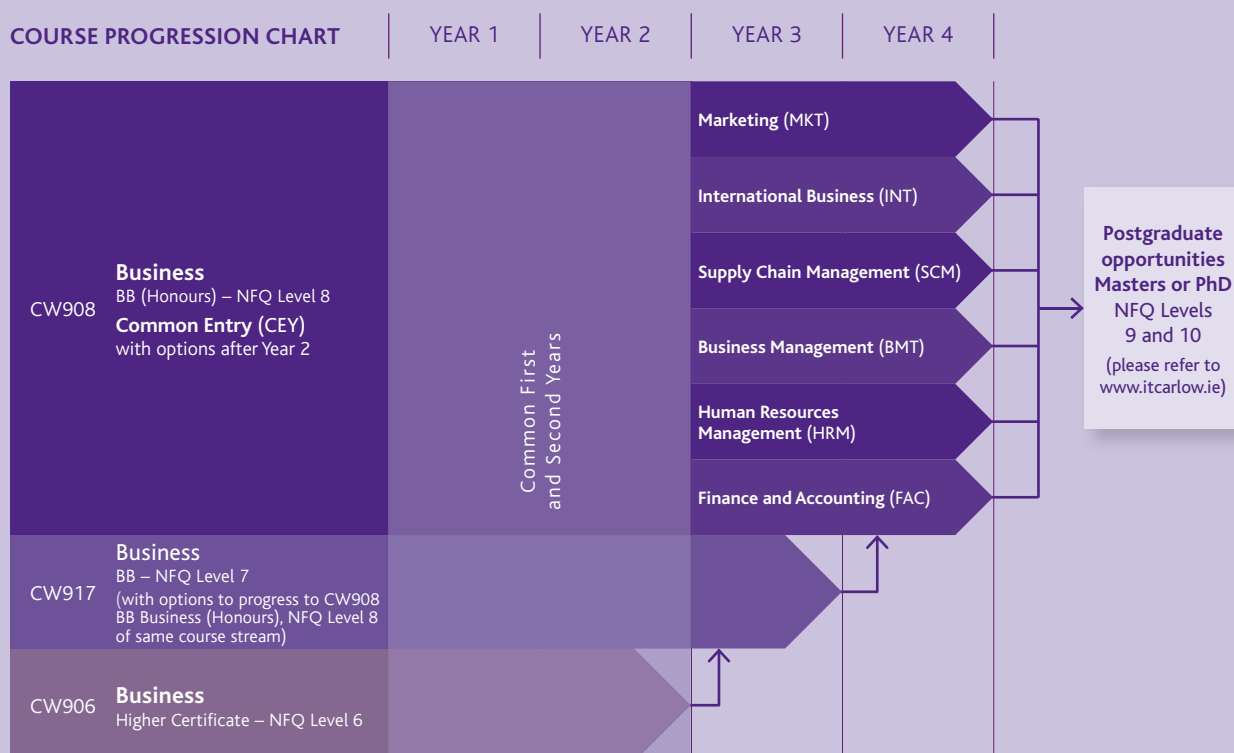 COURSE PROGRESSION CHART
YEAR 1
YEAR 2
YEAR 3
YEAR 4
CW908
Business
BB (Honours) – NFQ Level 8
Common Entry (CEY)
with options after Year 2
Common First
and Second Years
Marketing (MKT)
International Business (INT)
Supply Chain Management (SCM)
Business Management (BMT)
Human Resources
Management (HRM)
Finance and Accounting (FAC)
Postgraduate
opportunities
Masters or PhD
NFQ Levels
9 and 10
(please refer to
www.itcarlow.ie)
CW917
Business
BB – NFQ Level 7
(with options to progress to CW908
BB Business (Honours), NFQ Level 8
of same course stream)
CW906
Business
Higher Certificate – NFQ Level 6